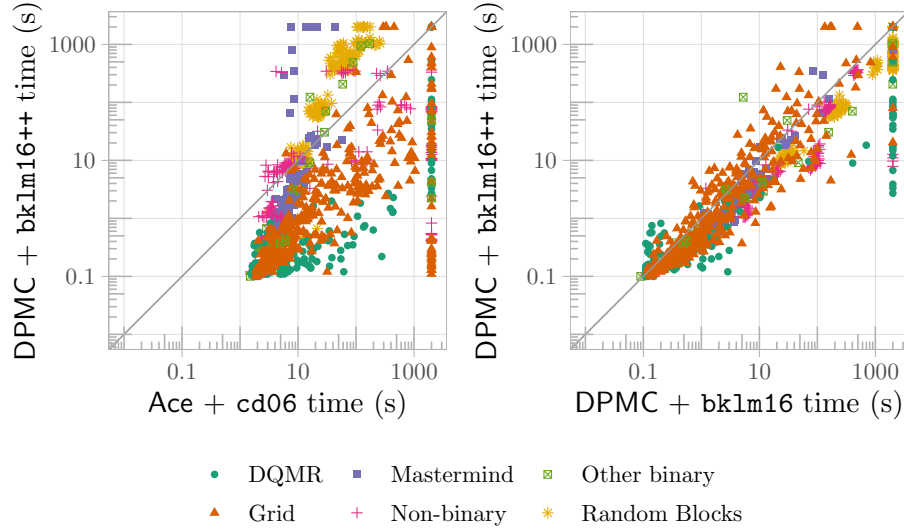 DPMC + bklm16++ time (s)
1000
10
0.1
0.1
10
1000
Ace + cd06 time (s)
DPMC + bklm16++ time (s)
1000
10
0.1
0.1
10
1000
DPMC + bklm16 time (s)
DQMR
Mastermind
Other binary
Grid
Non-binary
Random Blocks